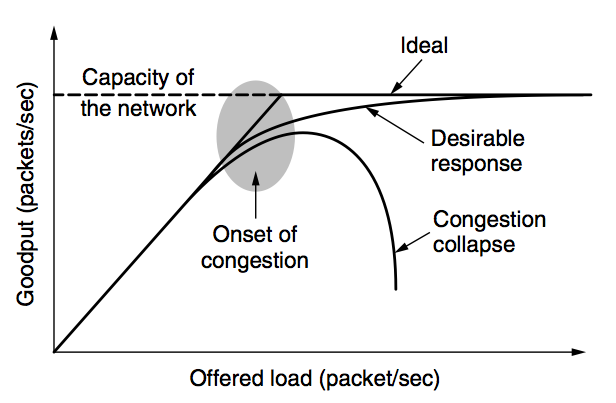 Ideal
Capacity of
the network
Desirable
response
Congestion
collapse
Onset of
congestion
Goodput (packets/sec)
Offered load (packet/sec)